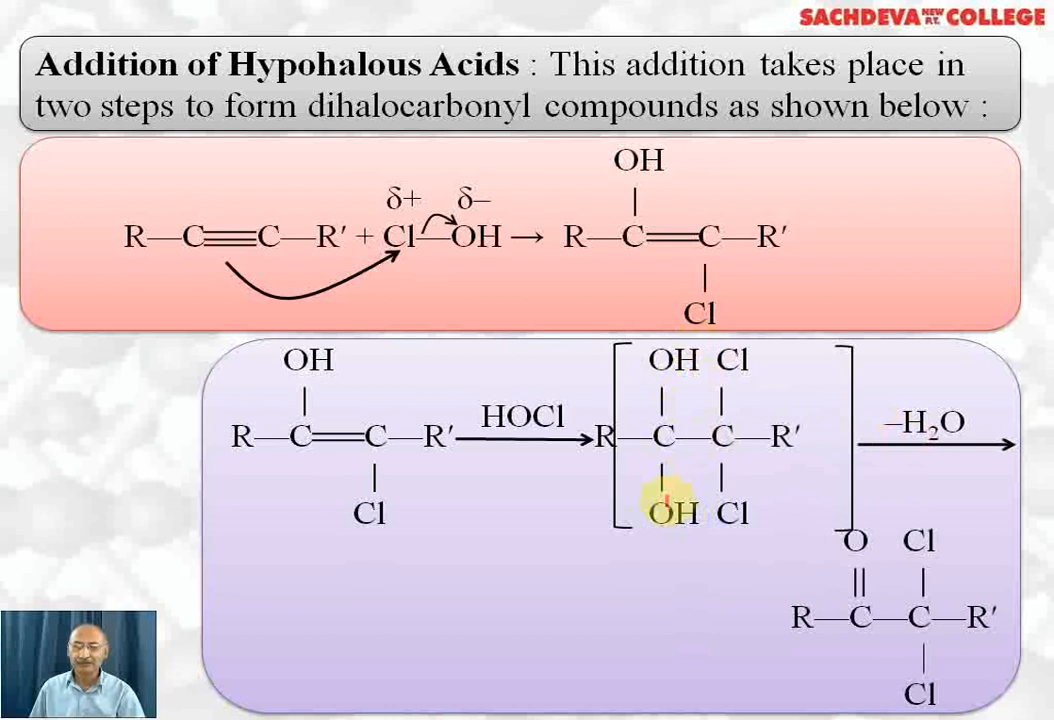 SACHDEVA NEW P.T. COLLEGE
Addition of Hypohalous Acids : This addition takes place in
two steps to form dihalocarbonyl compounds as shown below :
OH
δ+ δ–
R—C≡C—R′ + Cl—OH → R—C=C—R′
Cl
OH OH Cl
R—C=C—R′ HOCl R—C—C—R′ –H₂O
Cl OH Cl
O Cl
R—C—C—R′
Cl